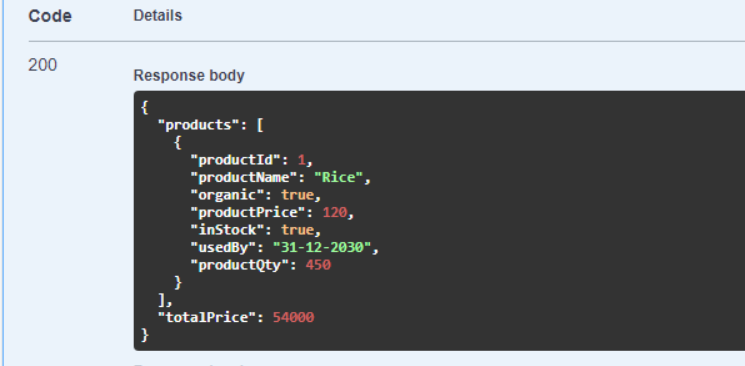 Code Details
200
Response body
{
  "products": [
    {
      "productId": 1,
      "productName": "Rice",
      "organic": true,
      "productPrice": 120,
      "inStock": true,
      "usedBy": "31-12-2030",
      "productQty": 450
    }
  ],
  "totalPrice": 54000
}